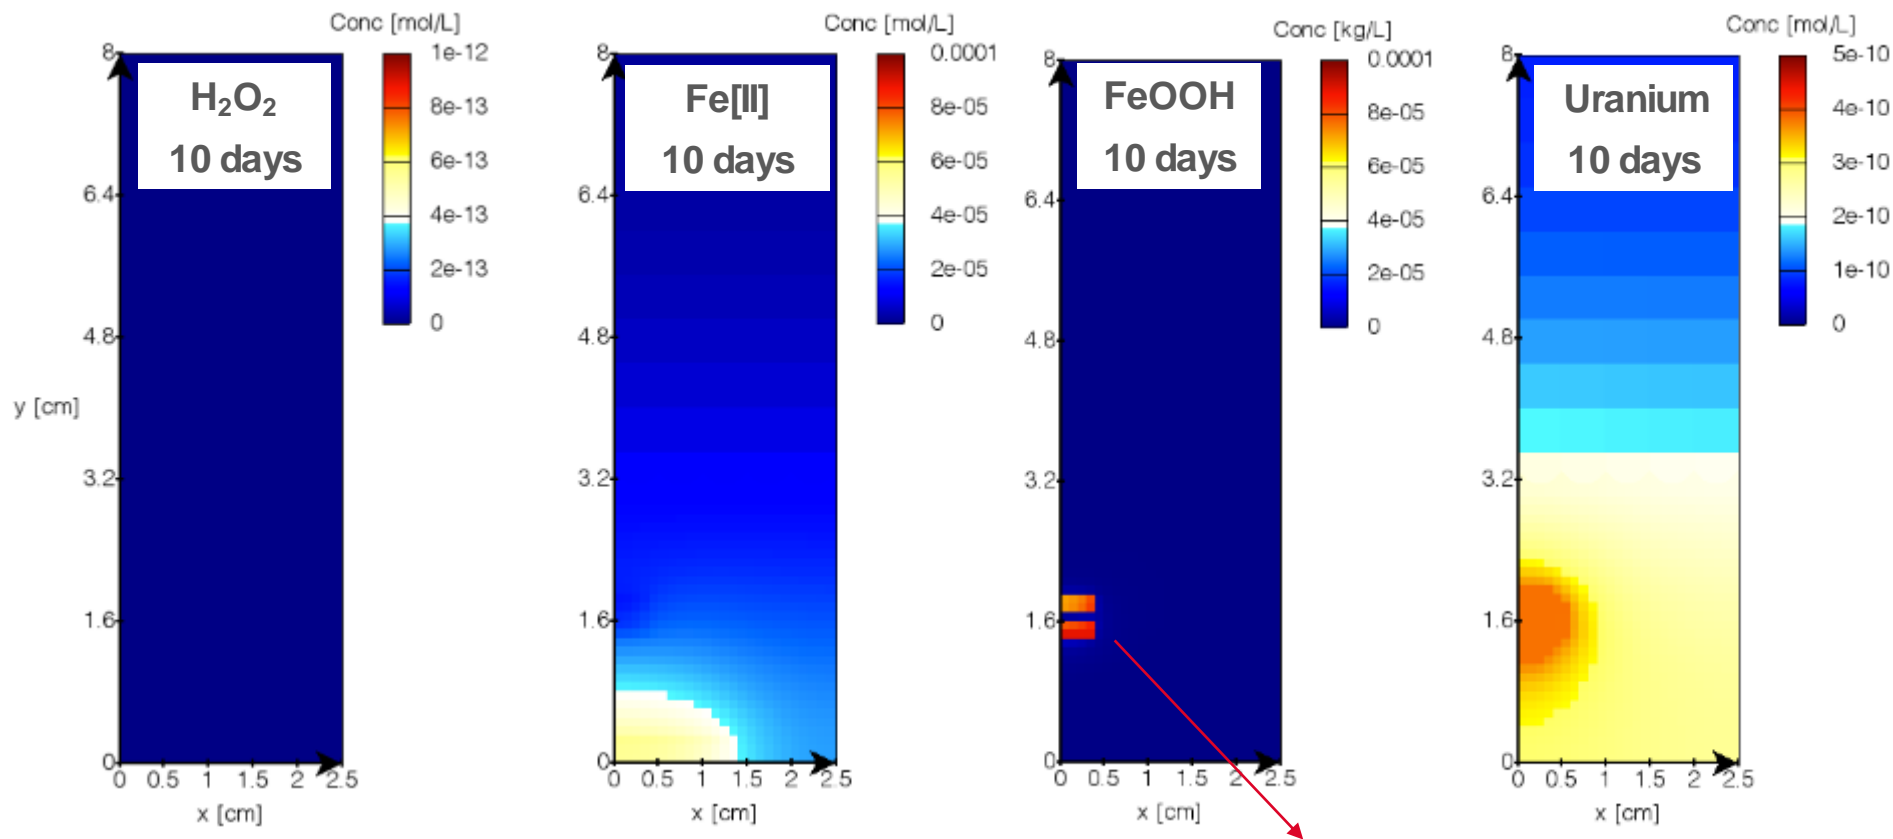 Conc [mol/L]
H₂O₂
10 days
1e-12
8e-13
6e-13
4e-13
2e-13
0
8
6.4
4.8
3.2
1.6
0
y [cm]
0 0.5 1 1.5 2 2.5
x [cm]
Conc [mol/L]
Fe[II]
10 days
0.0001
8e-05
6e-05
4e-05
2e-05
0
8
6.4
4.8
3.2
1.6
0
0 0.5 1 1.5 2 2.5
x [cm]
Conc [kg/L]
FeOOH
10 days
0.0001
8e-05
6e-05
4e-05
2e-05
0
8
6.4
4.8
3.2
1.6
0
0 0.5 1 1.5 2 2.5
x [cm]
Conc [mol/L]
Uranium
10 days
5e-10
4e-10
3e-10
2e-10
1e-10
0
8
6.4
4.8
3.2
1.6
0
0 0.5 1 1.5 2 2.5
x [cm]